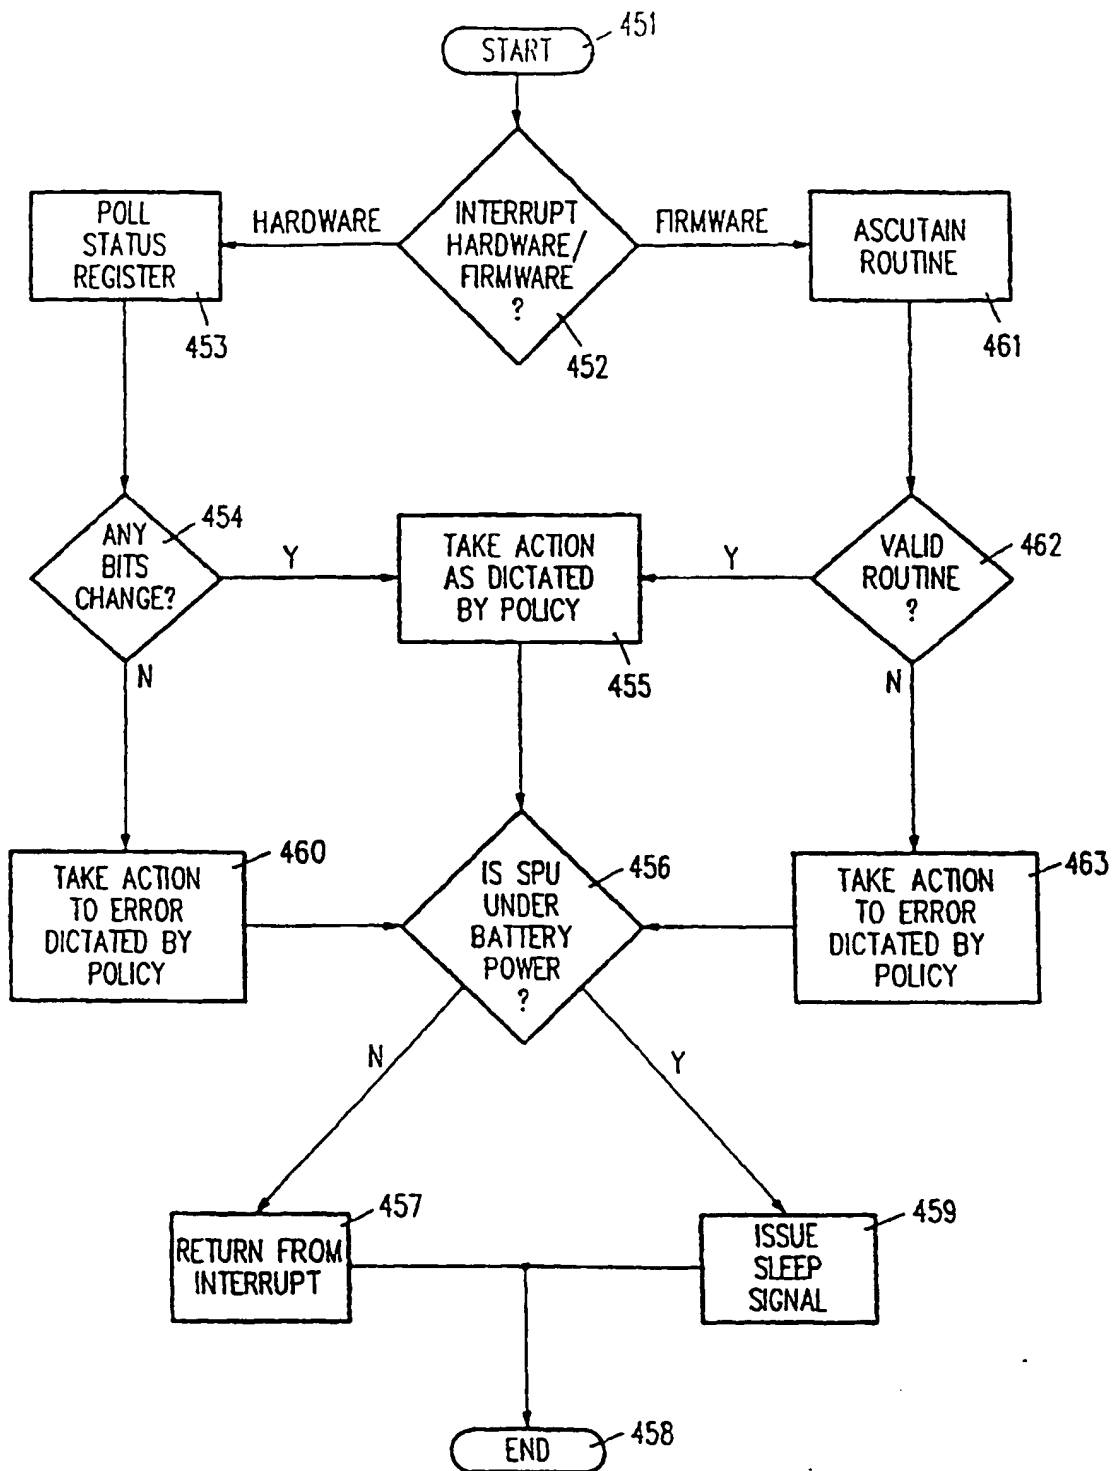 START
451
INTERRUPT
HARDWARE/
FIRMWARE
?
452
HARDWARE
FIRMWARE
POLL
STATUS
REGISTER
453
ASCUTAIN
ROUTINE
461
ANY
BITS
CHANGE?
454
Y
N
TAKE ACTION
AS DICTATED
BY POLICY
455
VALID
ROUTINE
?
462
Y
N
TAKE ACTION
TO ERROR
DICTATED BY
POLICY
460
IS SPU
UNDER
BATTERY
POWER
?
456
TAKE ACTION
TO ERROR
DICTATED BY
POLICY
463
N
Y
RETURN FROM
INTERRUPT
457
ISSUE
SLEEP
SIGNAL
459
END
458